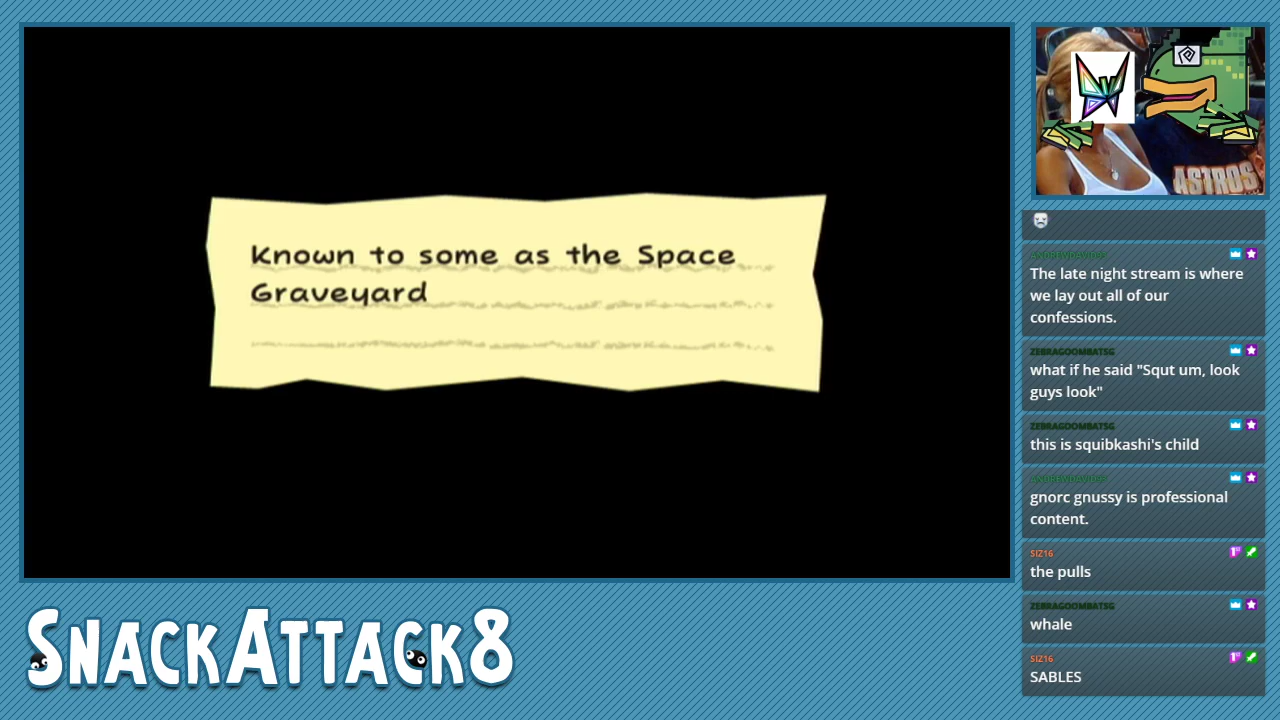 Known to some as the Space
Graveyard
ASTROS
ANDREWDAVID99
The late night stream is where
we lay out all of our
confessions.
ZEBRAGOOMBATSG
what if he said "Squt um, look
guys look"
ZEBRAGOOMBATSG
this is squibkashi's child
gnorc gnussy is professional
content.
SIZ16
the pulls
ZEBRAGOOMBATSG
whale
SIZ16
SABLES
SNACKATTACK8